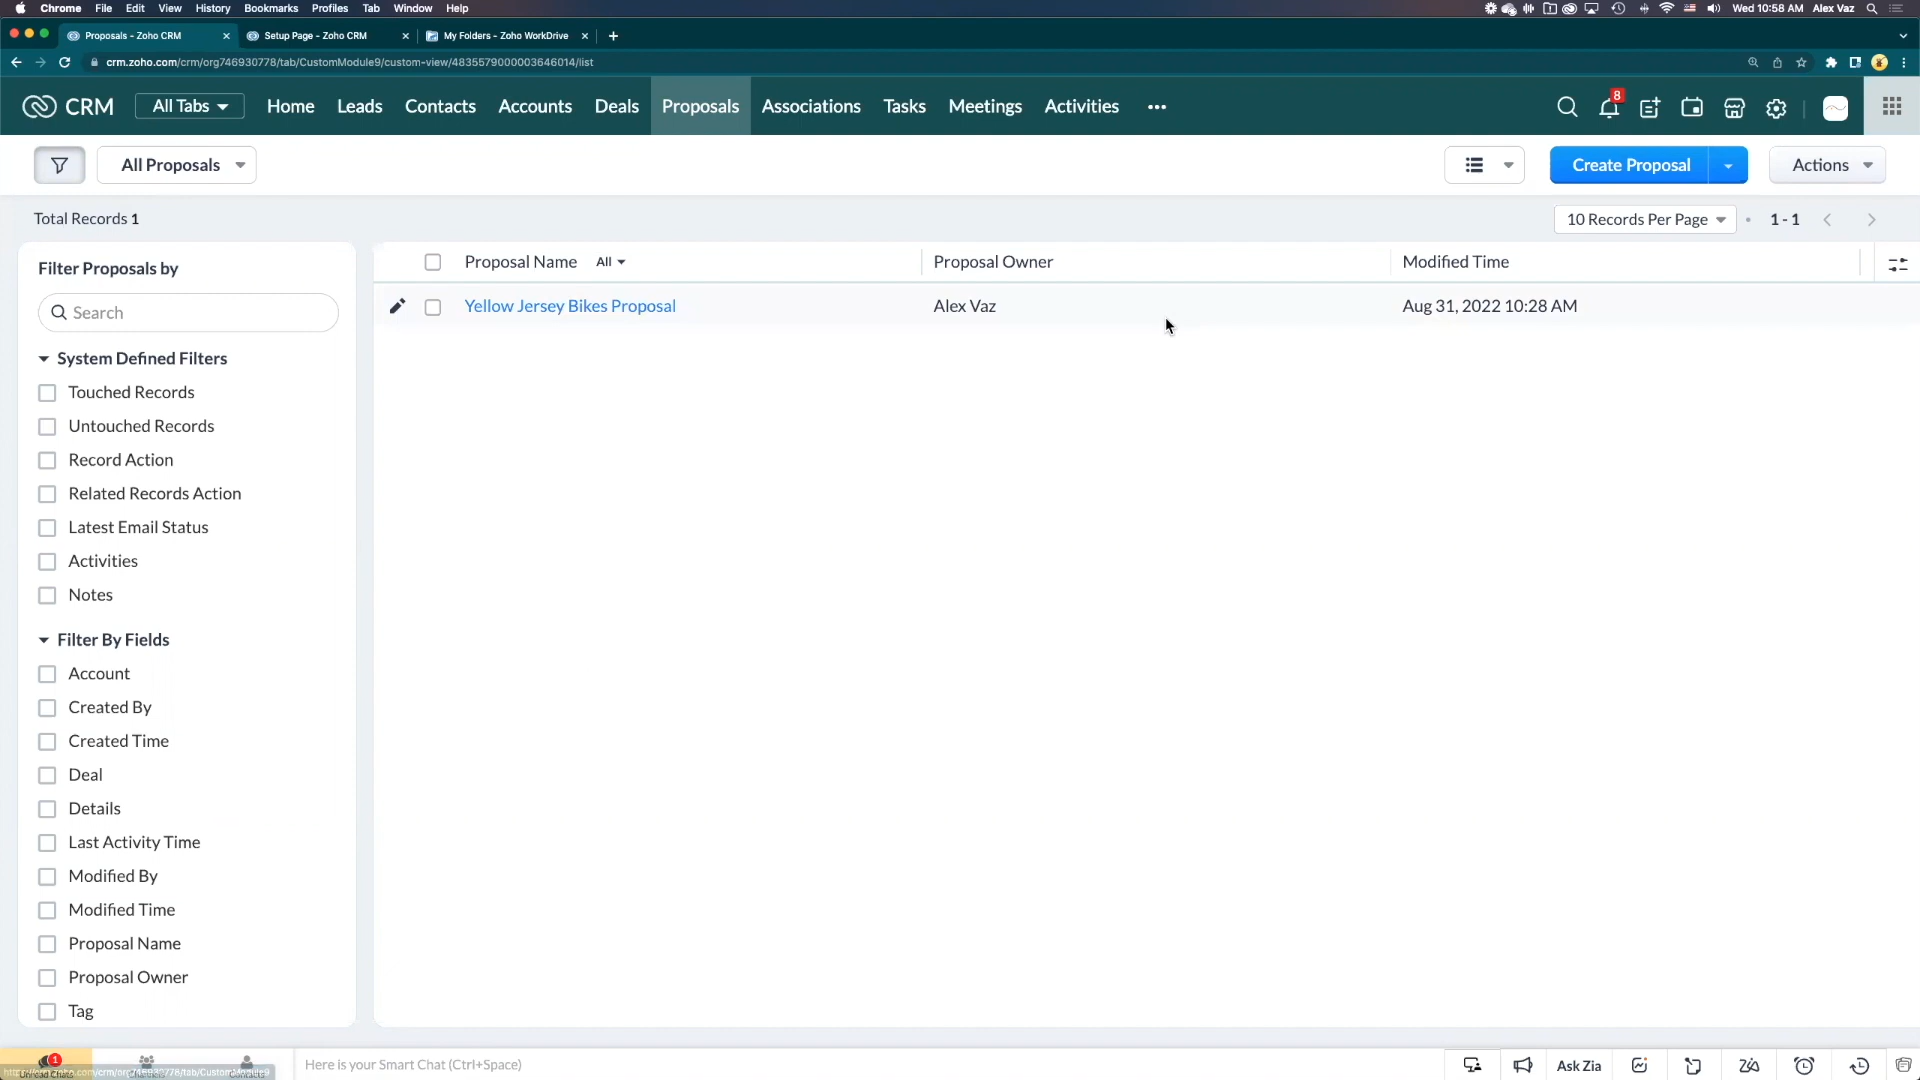 Chrome File Edit View History Bookmarks Profiles Tab Window Help Wed 10:58 AM Alex Vaz
Proposals - Zoho CRM Setup Page - Zoho CRM My Folders - Zoho WorkDrive
crm.zoho.com/crm/org746930778/tab/CustomModule9/custom-view/4835579000003646014/list
CRM All Tabs Home Leads Contacts Accounts Deals Proposals Associations Tasks Meetings Activities ••• 8
All Proposals Create Proposal Actions
Total Records 1 10 Records Per Page 1 - 1
Filter Proposals by
Search
System Defined Filters
Touched Records
Untouched Records
Record Action
Related Records Action
Latest Email Status
Activities
Notes
Filter By Fields
Account
Created By
Created Time
Deal
Details
Last Activity Time
Modified By
Modified Time
Proposal Name
Proposal Owner
Tag
Proposal Name All Proposal Owner Modified Time
Yellow Jersey Bikes Proposal Alex Vaz Aug 31, 2022 10:28 AM
1
Here is your Smart Chat (Ctrl+Space) Ask Zia